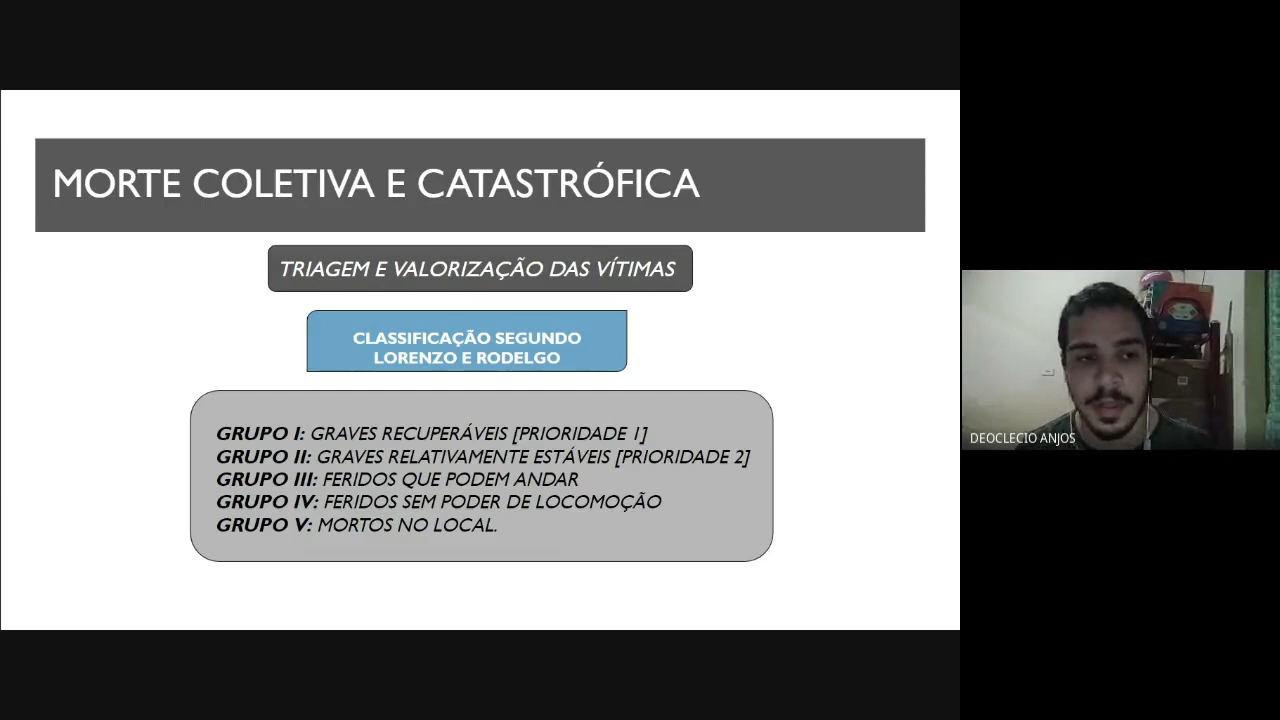 MORTE COLETIVA E CATASTRÓFICA
TRIAGEM E VALORIZAÇÃO DAS VÍTIMAS
CLASSIFICAÇÃO SEGUNDO
LORENZO E RODELGO
GRUPO I: GRAVES RECUPERÁVEIS [PRIORIDADE 1]
GRUPO II: GRAVES RELATIVAMENTE ESTÁVEIS [PRIORIDADE 2]
GRUPO III: FERIDOS QUE PODEM ANDAR
GRUPO IV: FERIDOS SEM PODER DE LOCOMOÇÃO
GRUPO V: MORTOS NO LOCAL.
DEOCLECIO ANJOS